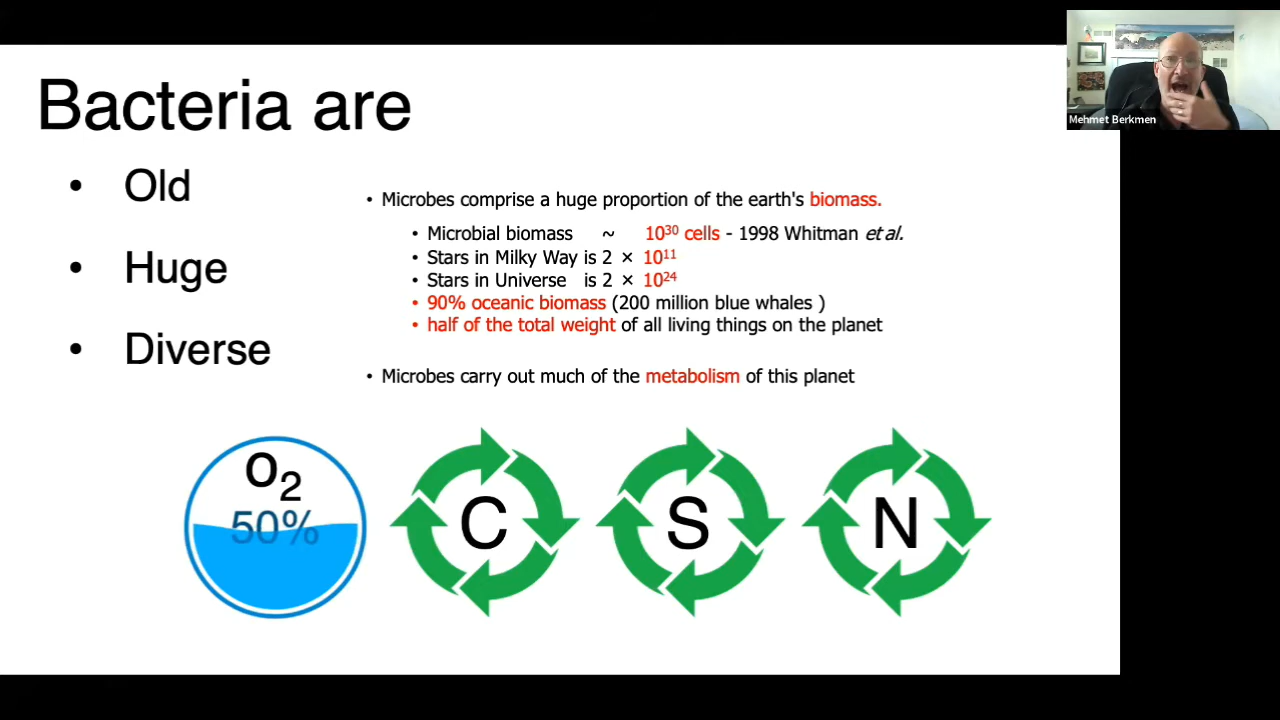 Mehmet Berkmen
Bacteria are
• Old
• Huge
• Diverse
• Microbes comprise a huge proportion of the earth's biomass.
• Microbial biomass ~ 10³⁰ cells - 1998 Whitman et al.
• Stars in Milky Way is 2 × 10¹¹
• Stars in Universe is 2 × 10²⁴
• 90% oceanic biomass (200 million blue whales )
• half of the total weight of all living things on the planet
• Microbes carry out much of the metabolism of this planet
O₂
50%
C
S
N